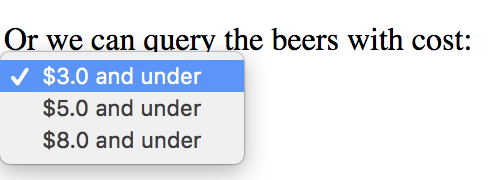 Or we can query the beers with cost:
$3.0 and under
$5.0 and under
$8.0 and under